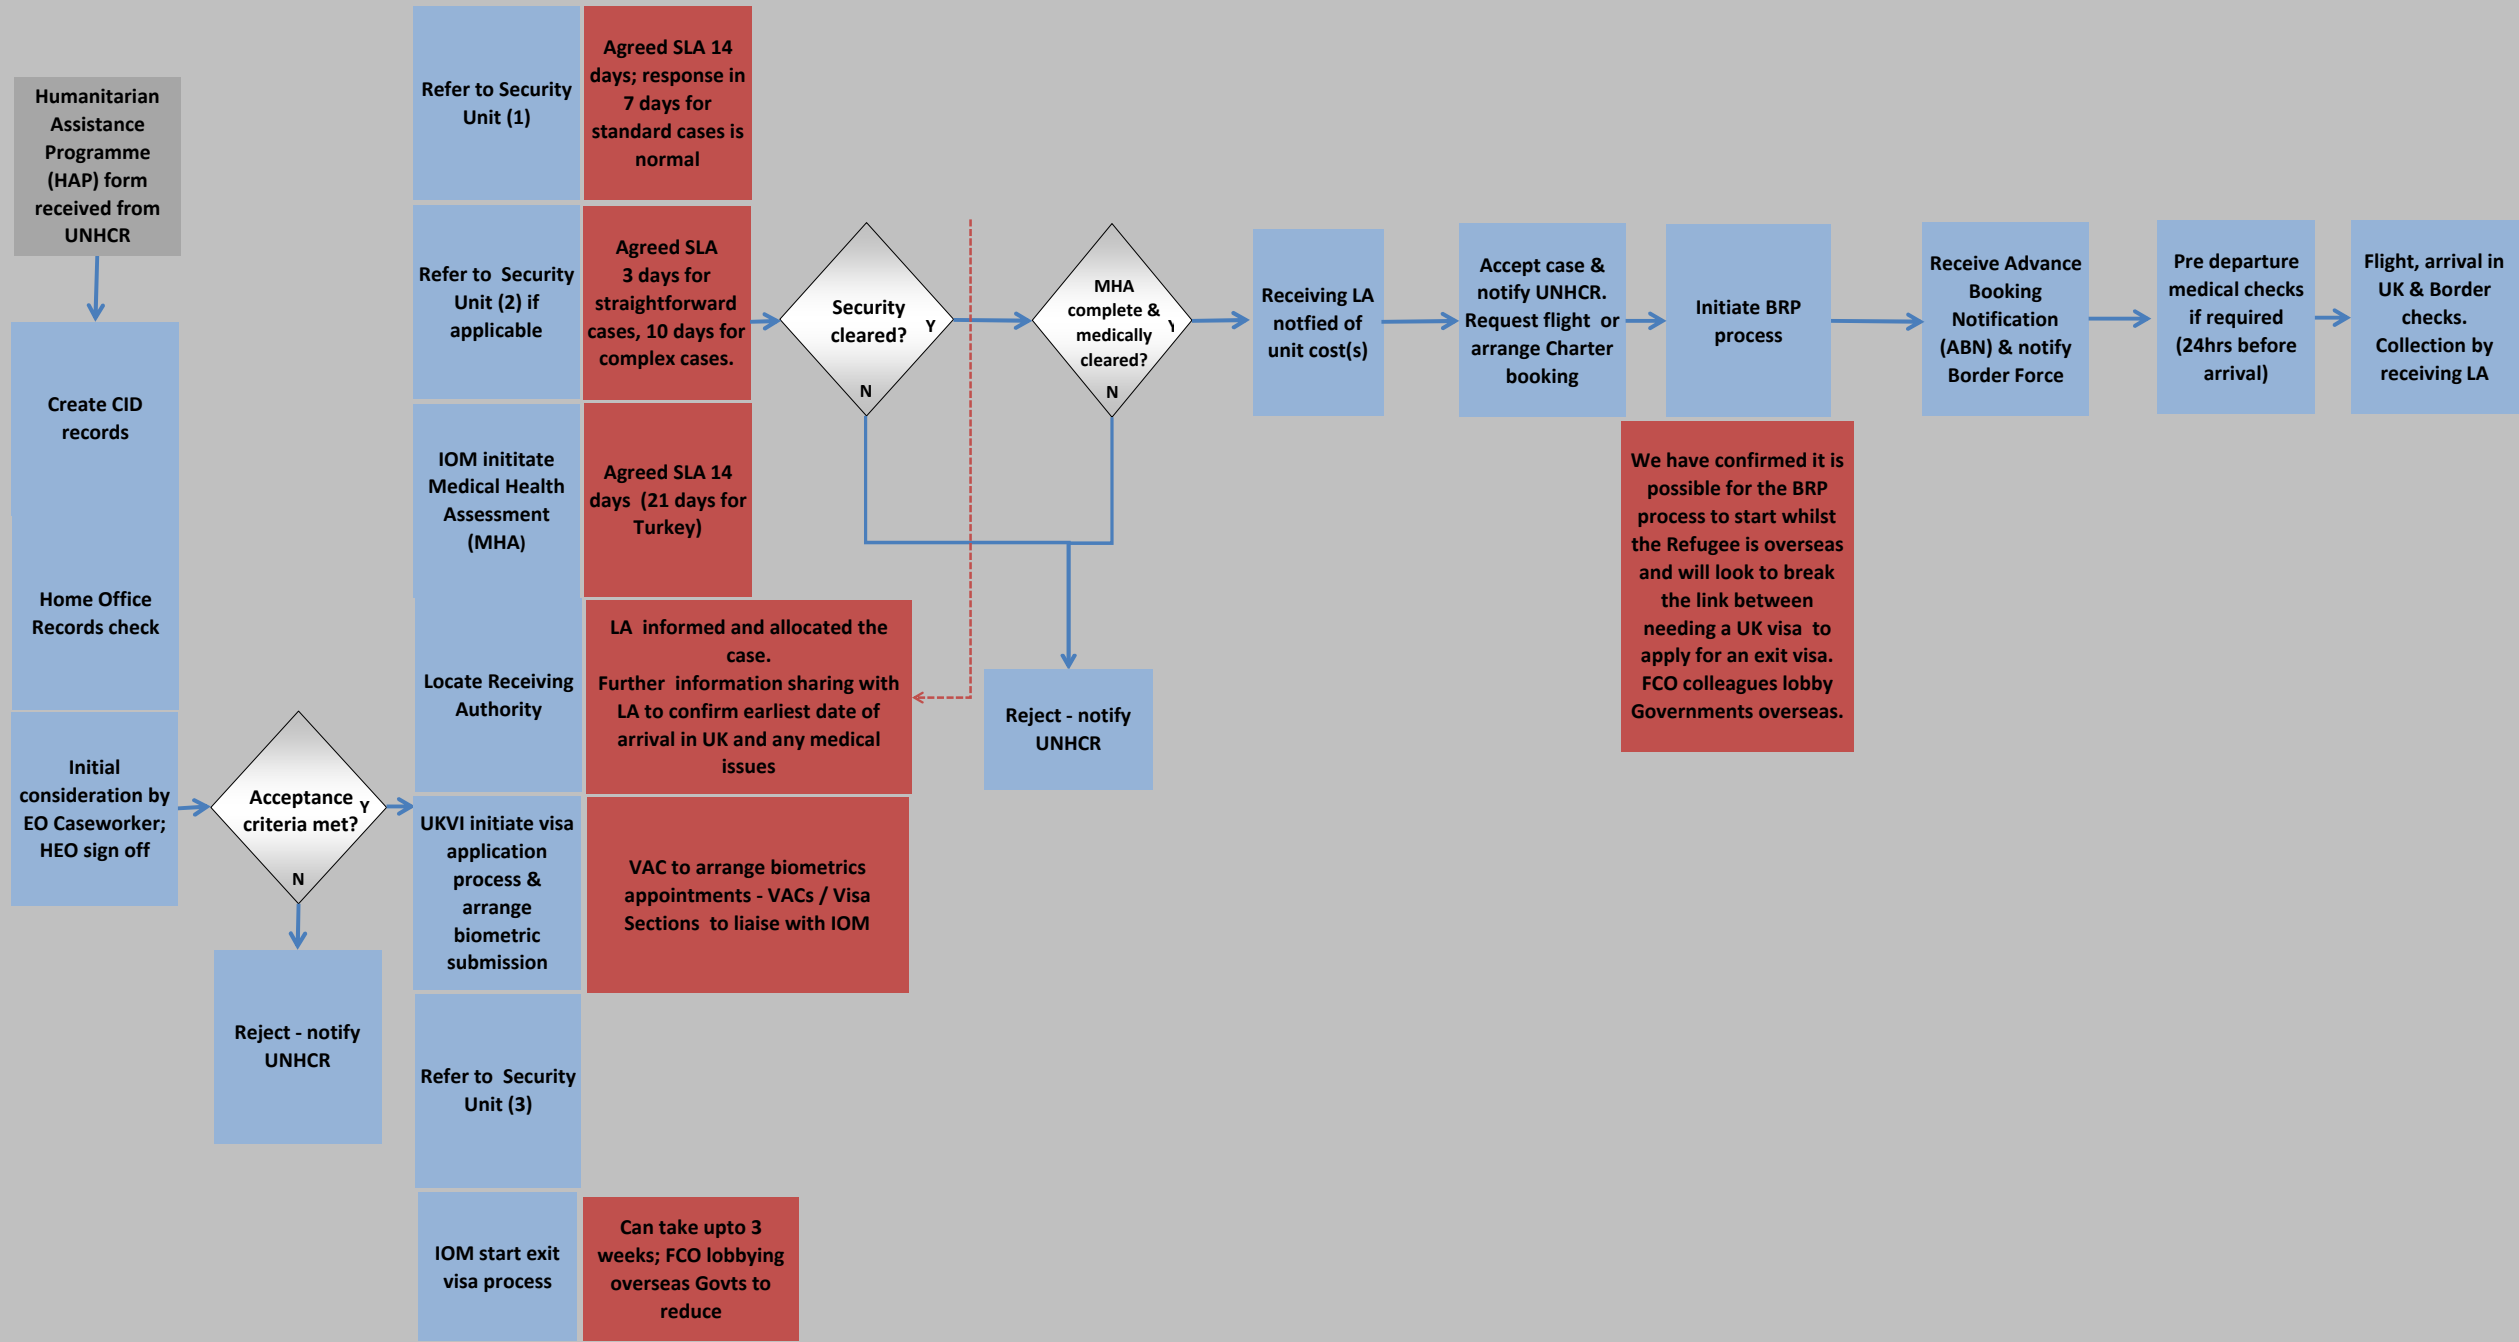 Humanitarian
Assistance
Programme
(HAP) form
received from
UNHCR
Create CID
records
Home Office
Records check
Initial
consideration by
EO Caseworker;
HEO sign off
Acceptance
criteria met?
Y
N
Reject - notify
UNHCR
Refer to Security
Unit (1)
Agreed SLA 14
days; response in
7 days for
standard cases is
normal
Refer to  Security
Unit (2) if
applicable
Agreed SLA
3 days for
straightforward
cases, 10 days for
complex cases.
IOM inititate
Medical Health
Assessment
(MHA)
Agreed SLA 14
days  (21 days for
Turkey)
Locate Receiving
Authority
LA  informed and allocated the
case.
Further  information sharing with
LA to confirm earliest date of
arrival in UK and any medical
issues
UKVI initiate visa
application
process &
arrange
biometric
submission
VAC to arrange biometrics
appointments - VACs / Visa
Sections  to liaise with IOM
Refer to  Security
Unit (3)
IOM start exit
visa process
Can take upto 3
weeks; FCO lobbying
overseas Govts to
reduce
Security
cleared?
Y
N
MHA
complete &
medically
cleared?
Y
N
Reject - notify
UNHCR
Receiving LA
notfied of
unit cost(s)
Accept case &
notify UNHCR.
Request flight  or
arrange Charter
booking
Initiate BRP
process
We have confirmed it is
possible for the BRP
process to start whilst
the Refugee is overseas
and will look to break
the link between
needing a UK visa  to
apply for an exit visa.
FCO colleagues lobby
Governments overseas.
Receive Advance
Booking
Notification
(ABN) & notify
Border Force
Pre departure
medical checks
if required
(24hrs before
arrival)
Flight, arrival in
UK & Border
checks.
Collection by
receiving LA